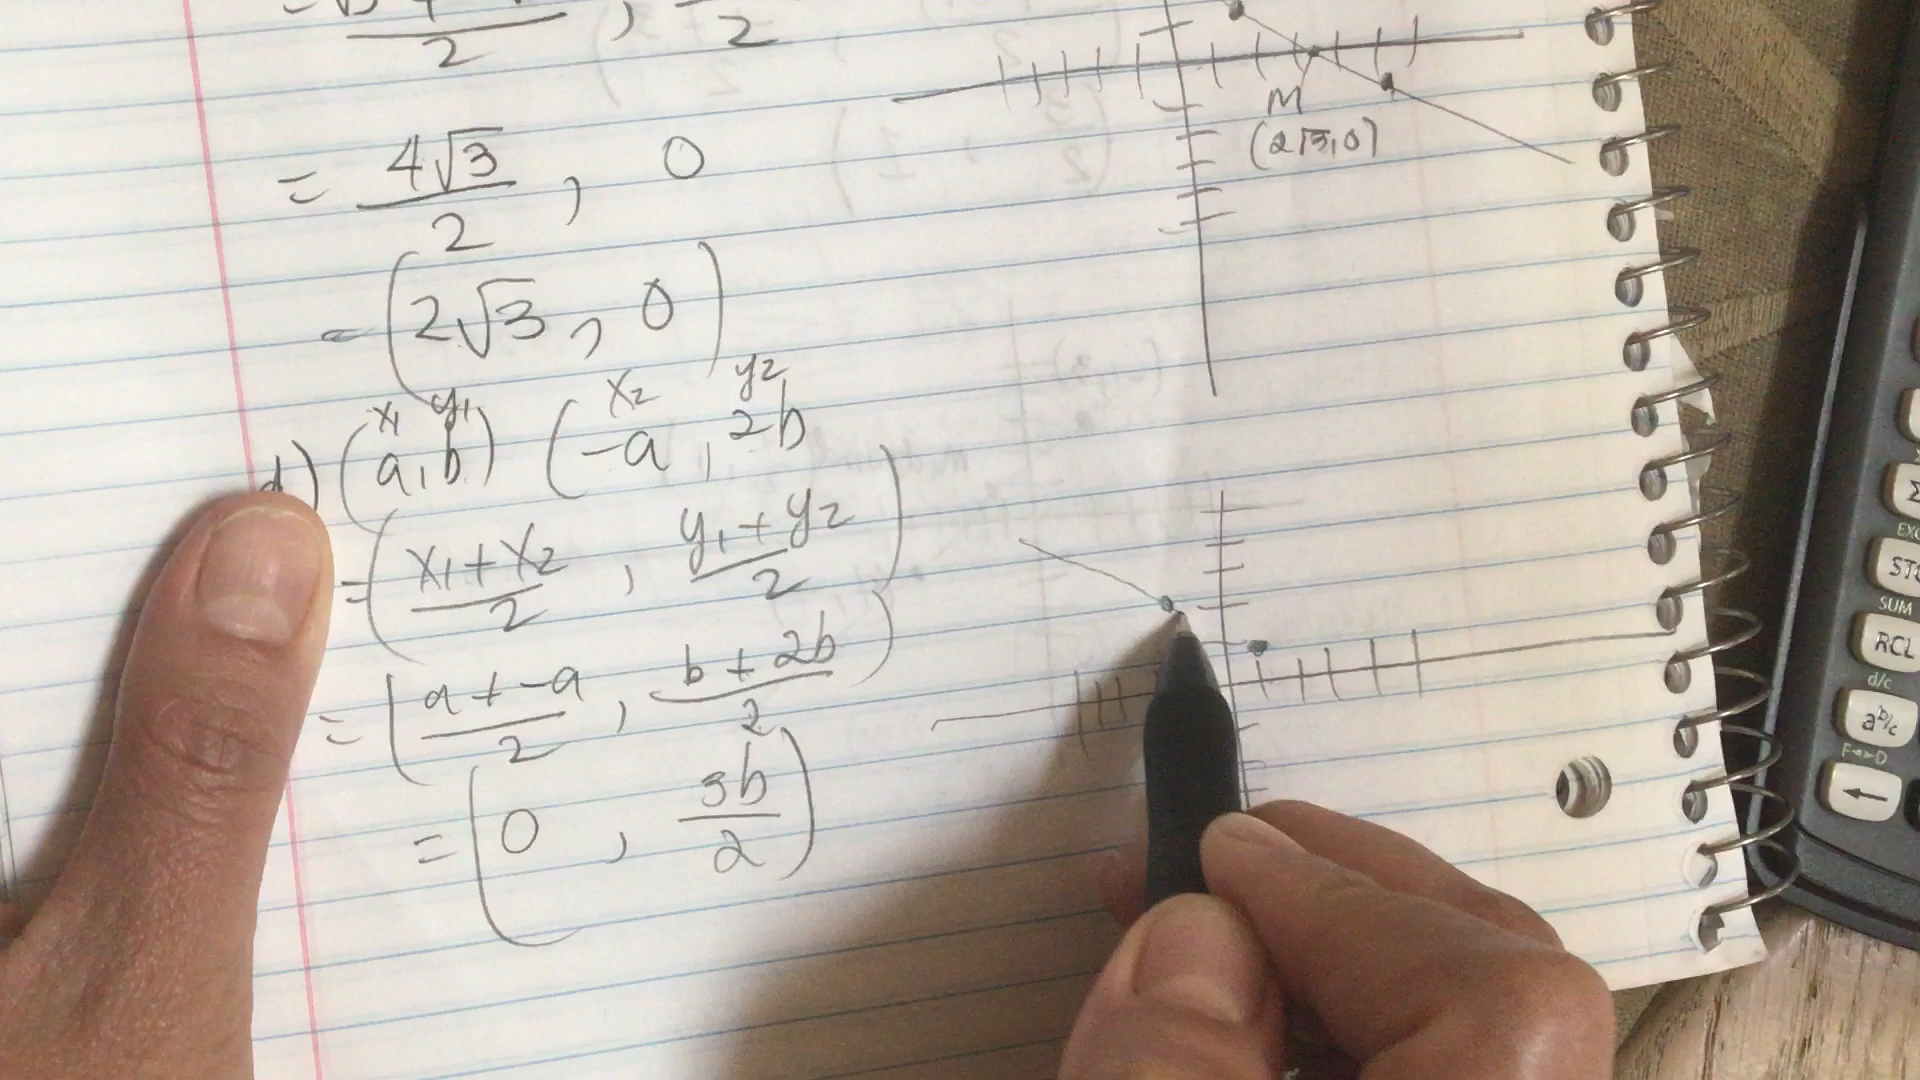 2 , 2
= 4√3 / 2 , 0
= (2√3 , 0)
x1 y1 x2 y2
d) (a, b) (-a, 2b)
= (x1 + x2 / 2 , y1 + y2 / 2)
= (a + -a / 2 , b + 2b / 2)
= (0 , 3b / 2)
M
(2√3, 0)
SUM
RCL
d/c
a b/c
F↔D
←